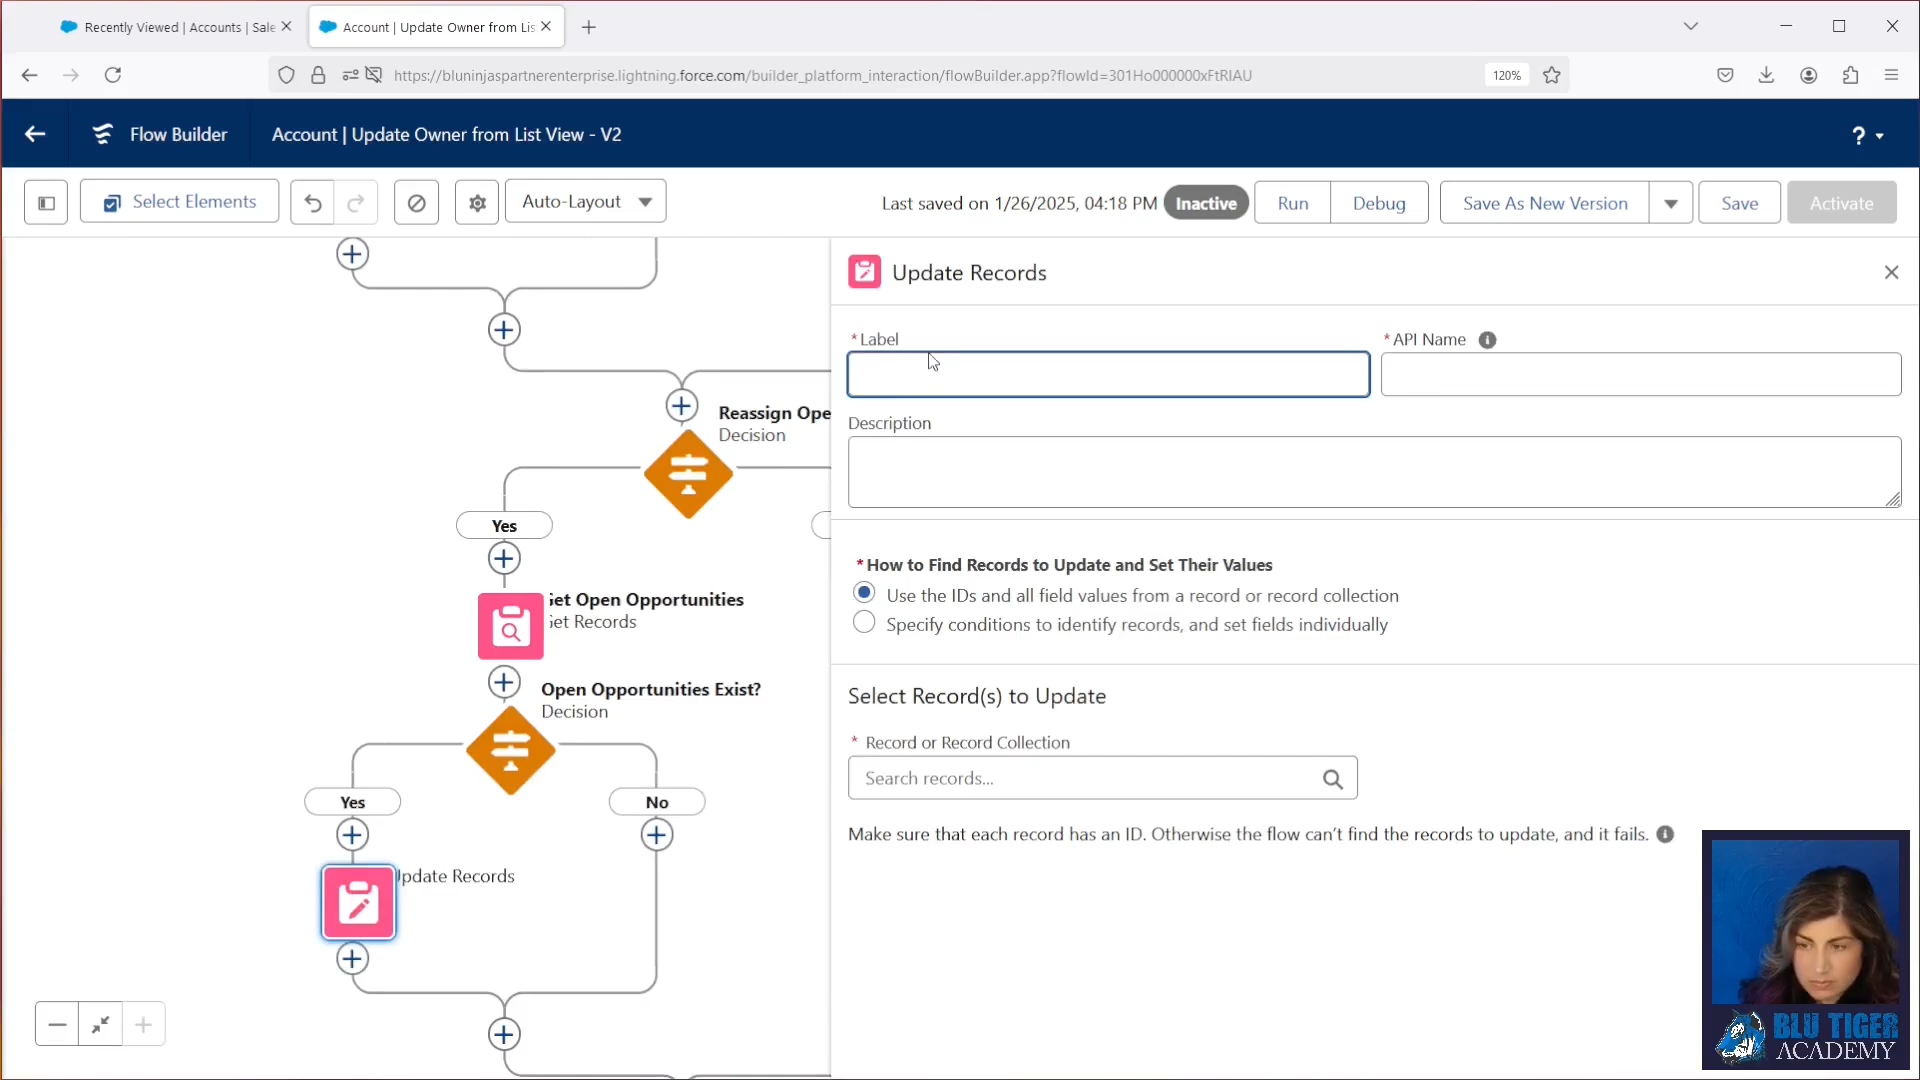 Recently Viewed | Accounts | Sale
Account | Update Owner from Lis
https://bluninjaspartnerenterprise.lightning.force.com/builder_platform_interaction/flowBuilder.app?flowId=301Ho000000xFtRIAU
120%
Flow Builder
Account | Update Owner from List View - V2
?
Select Elements
Auto-Layout
Last saved on 1/26/2025, 04:18 PM
Inactive
Run
Debug
Save As New Version
Save
Activate
Reassign Ope
Decision
Yes
Get Open Opportunities
Get Records
Open Opportunities Exist?
Decision
Yes
No
Update Records
Update Records
* Label
* API Name
Description
* How to Find Records to Update and Set Their Values
Use the IDs and all field values from a record or record collection
Specify conditions to identify records, and set fields individually
Select Record(s) to Update
* Record or Record Collection
Search records...
Make sure that each record has an ID. Otherwise the flow can't find the records to update, and it fails.
BLU TIGER
ACADEMY